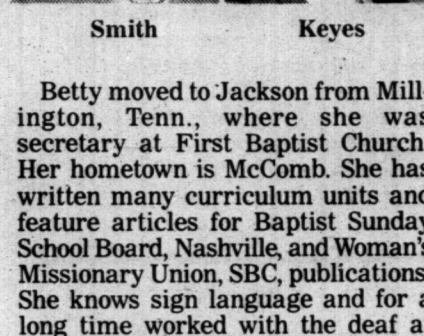 Smith Keyes
Betty moved to Jackson from Mill-
ington, Tenn., where she was
secretary at First Baptist Church.
Her hometown is McComb. She has
written many curriculum units and
feature articles for Baptist Sunday
School Board, Nashville, and Woman's
Missionary Union, SBC, publications.
She knows sign language and for a
long time worked with the deaf a